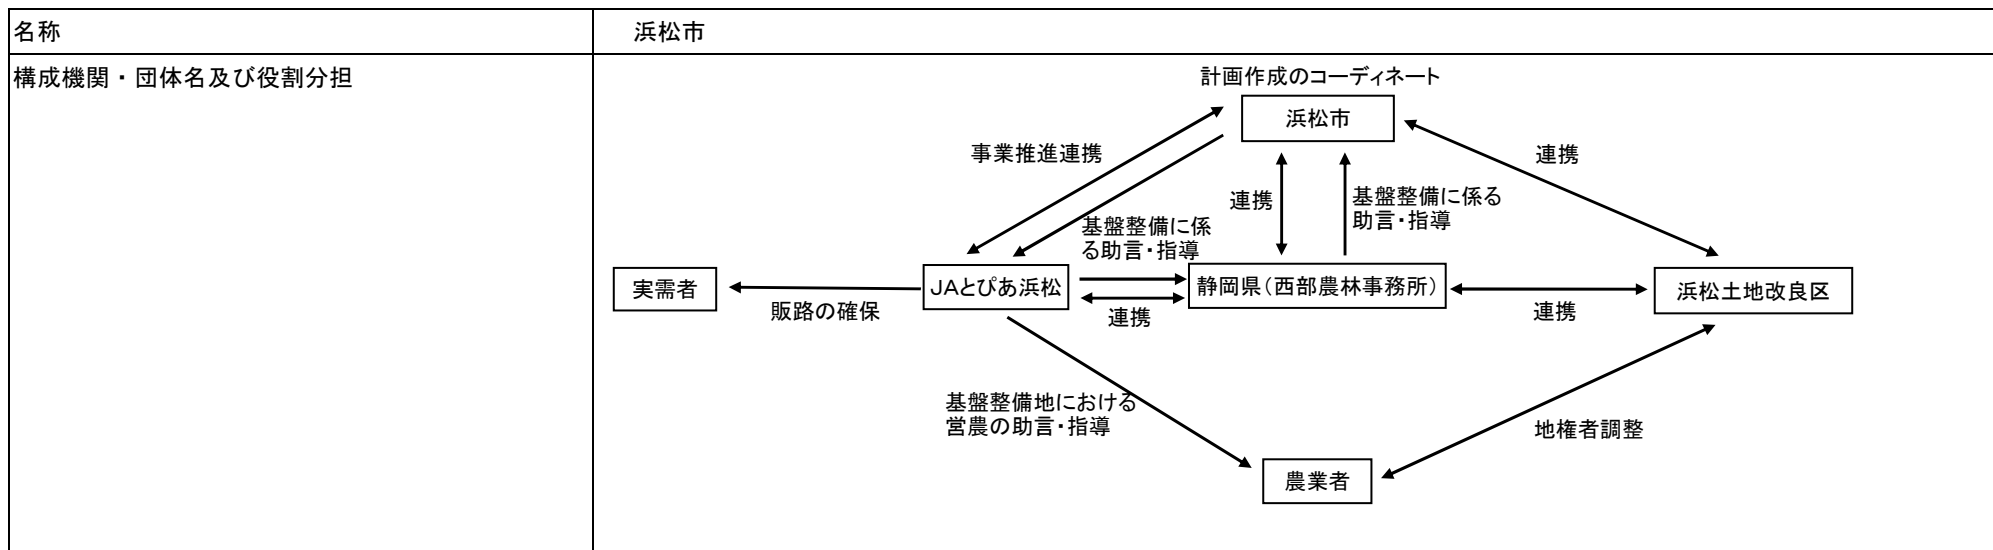 名称
浜松市
構成機関・団体名及び役割分担
計画作成のコーディネート
浜松市
事業推進連携
連携
連携
基盤整備に係る
助言・指導
基盤整備に係
る助言・指導
実需者
JAとぴあ浜松
静岡県（西部農林事務所）
浜松土地改良区
販路の確保
連携
連携
基盤整備地における
営農の助言・指導
地権者調整
農業者